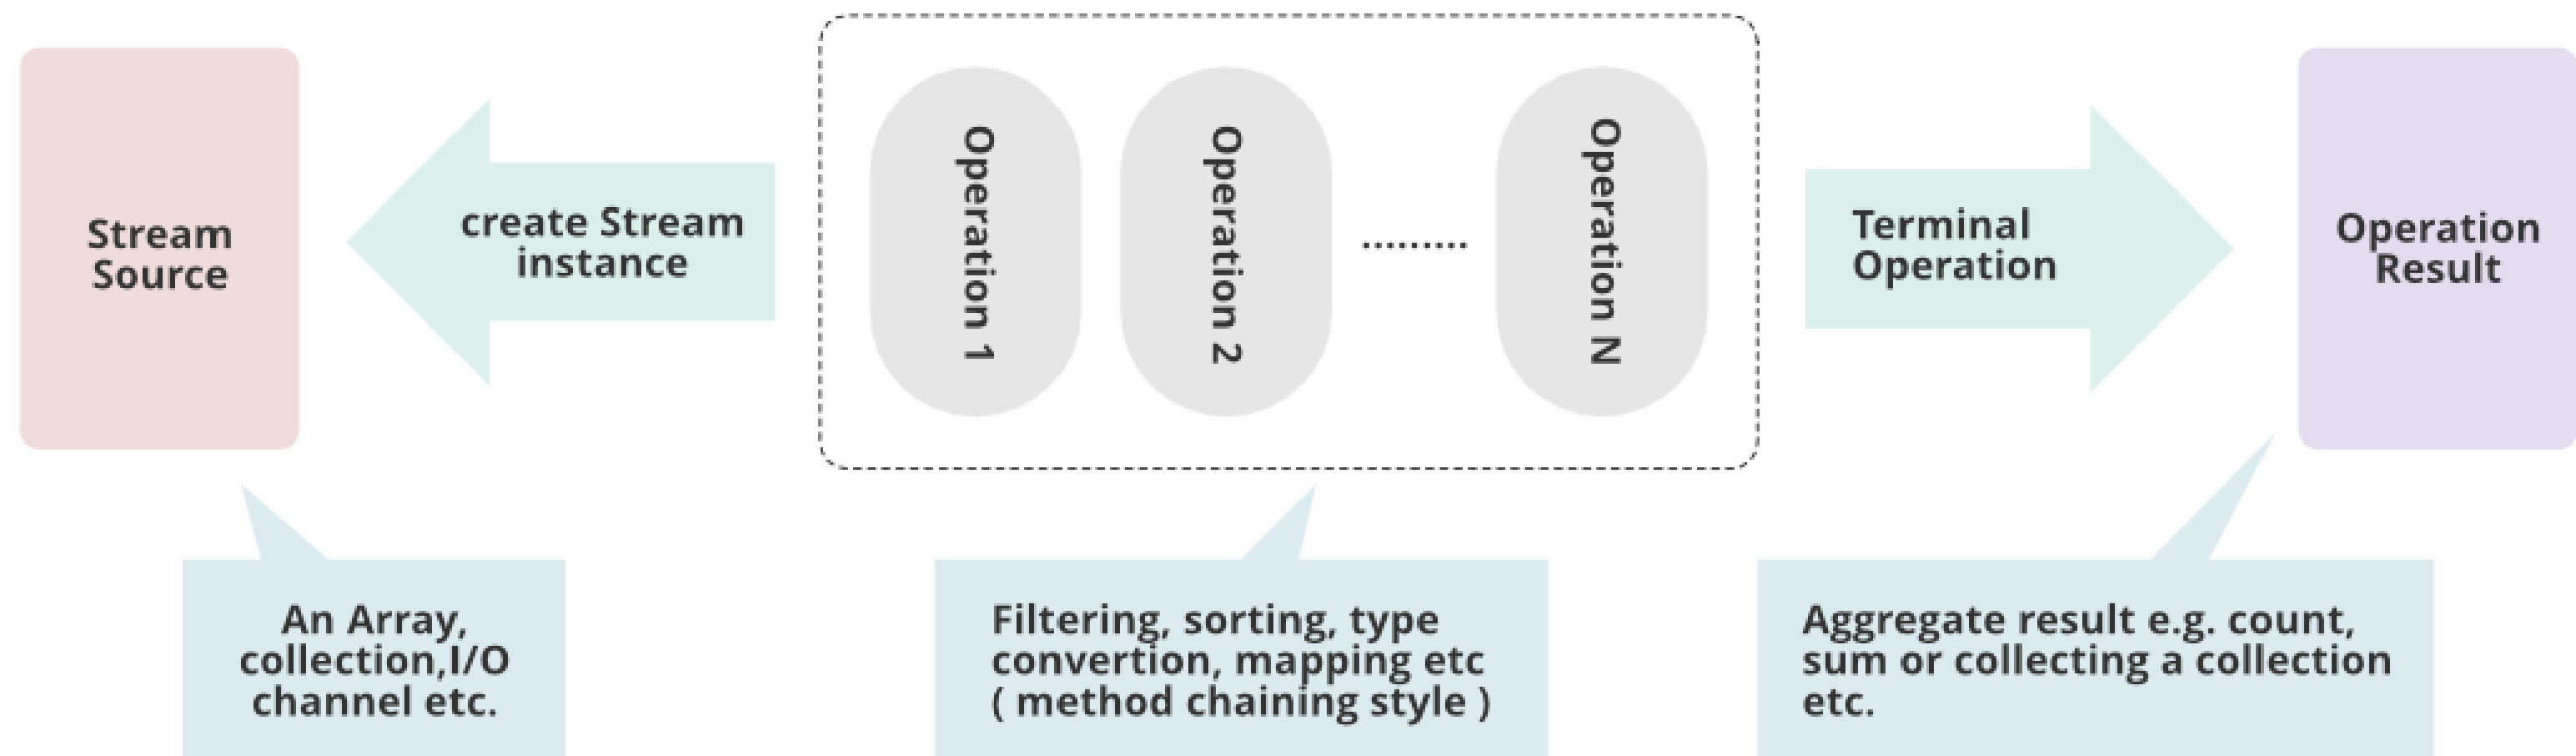 Stream
Source
create Stream
instance
Operation 1
Operation 2
Operation N
Terminal
Operation
Operation
Result
An Array,
collection,I/O
channel etc.
Filtering, sorting, type
convertion, mapping etc
( method chaining style )
Aggregate result e.g. count,
sum or collecting a collection
etc.